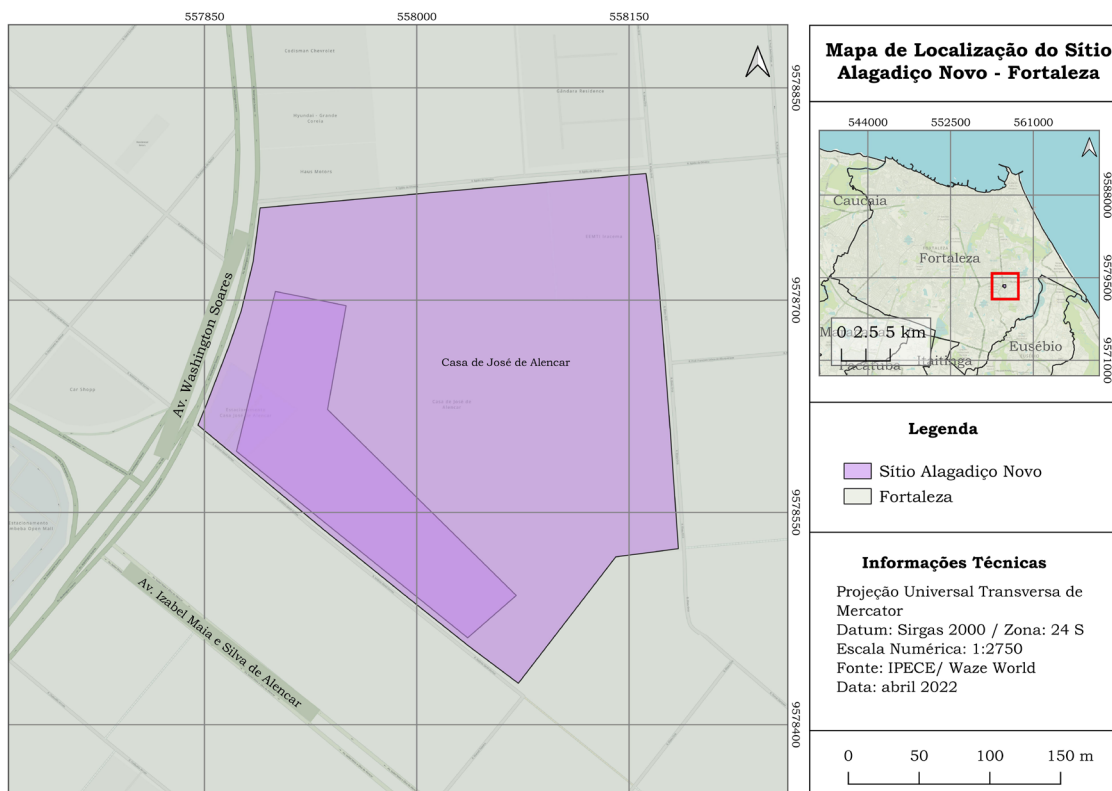 557850
558000
558150
9578850
9578700
9578550
9578400
Av. Washington Soares
Casa de José de Alencar
Av. Izabel Maia e Silva de Alencar
Mapa de Localização do Sítio
Alagadiço Novo - Fortaleza
544000
552500
561000
9588000
9579500
9571000
Caucaia
Fortaleza
Eusébio
Itaitinga
Pacatuba
0 2.5 5 km
Legenda
Sítio Alagadiço Novo
Fortaleza
Informações Técnicas
Projeção Universal Transversa de
Mercator
Datum: Sirgas 2000 / Zona: 24 S
Escala Numérica: 1:2750
Fonte: IPECE/ Waze World
Data: abril 2022
0 50 100 150 m